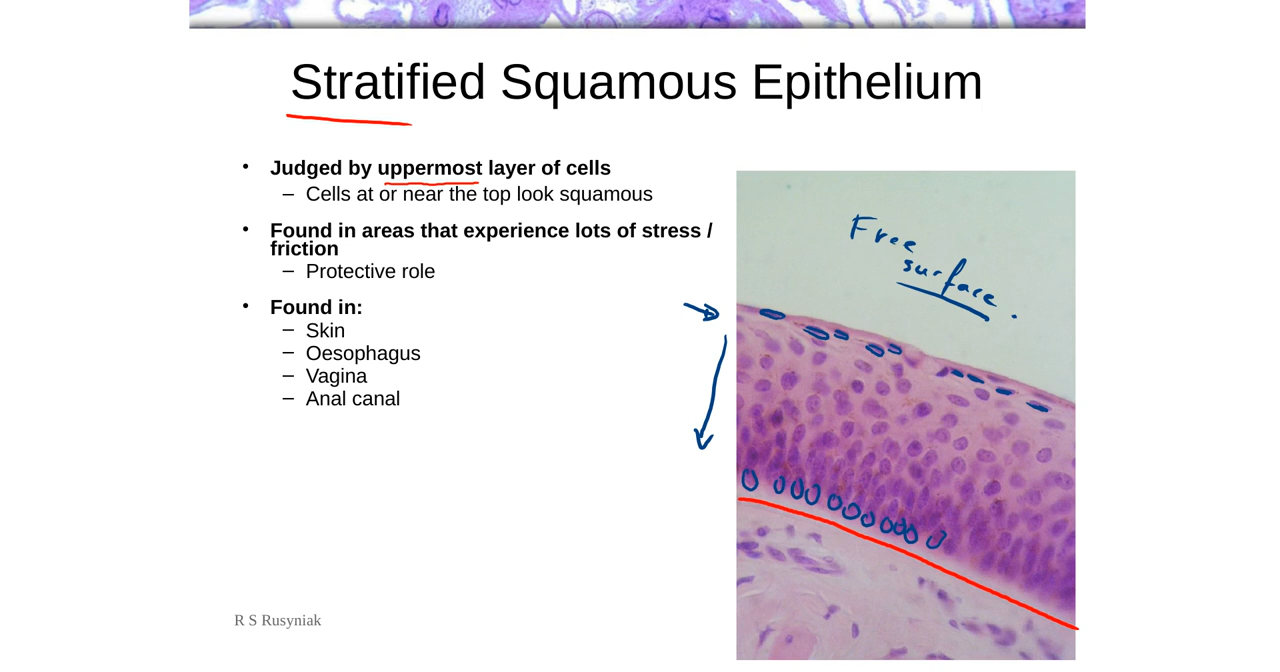 Stratified Squamous Epithelium
• Judged by uppermost layer of cells
– Cells at or near the top look squamous
• Found in areas that experience lots of stress /
friction
– Protective role
• Found in:
– Skin
– Oesophagus
– Vagina
– Anal canal
Free
surface.
R S Rusyniak